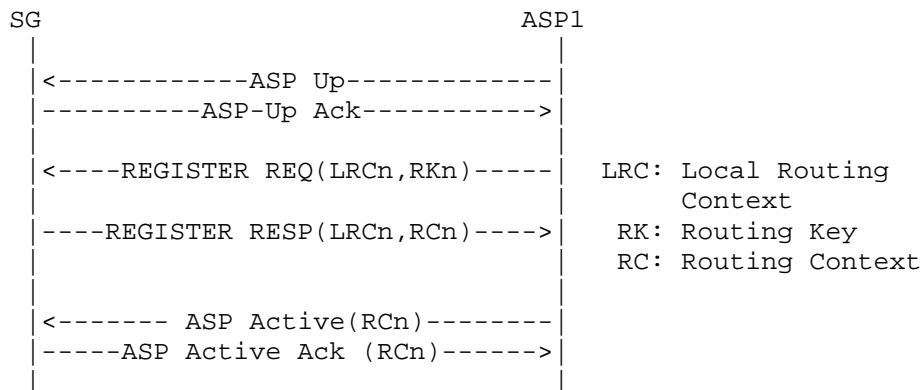 SG ASP1
<------------ASP Up-------------
----------ASP-Up Ack----------->
<----REGISTER REQ(LRCn,RKn)----- LRC: Local Routing
Context
----REGISTER RESP(LRCn,RCn)----> RK: Routing Key
RC: Routing Context
<------- ASP Active(RCn)--------
-----ASP Active Ack (RCn)------>